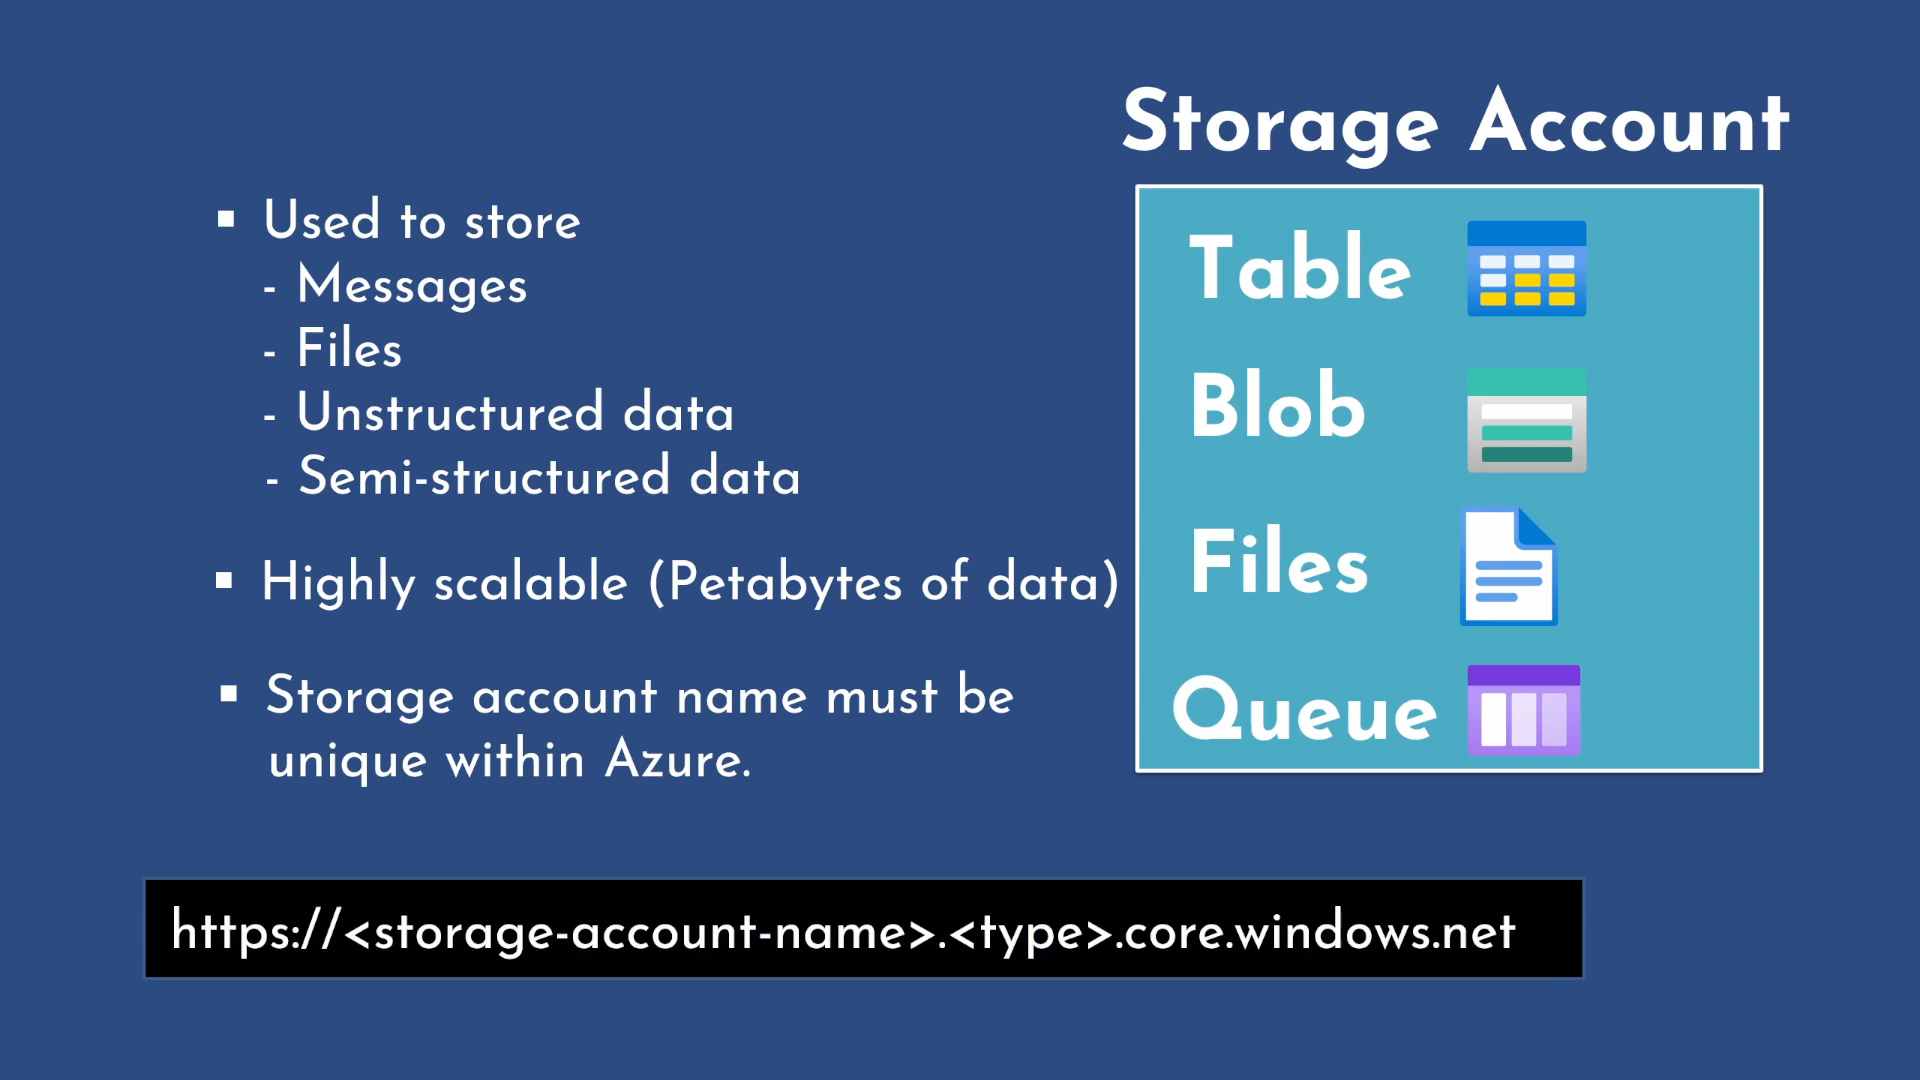 Storage Account
▪ Used to store
- Messages
- Files
- Unstructured data
- Semi-structured data
▪ Highly scalable (Petabytes of data)
▪ Storage account name must be
unique within Azure.
Table
Blob
Files
Queue
https://<storage-account-name>.<type>.core.windows.net